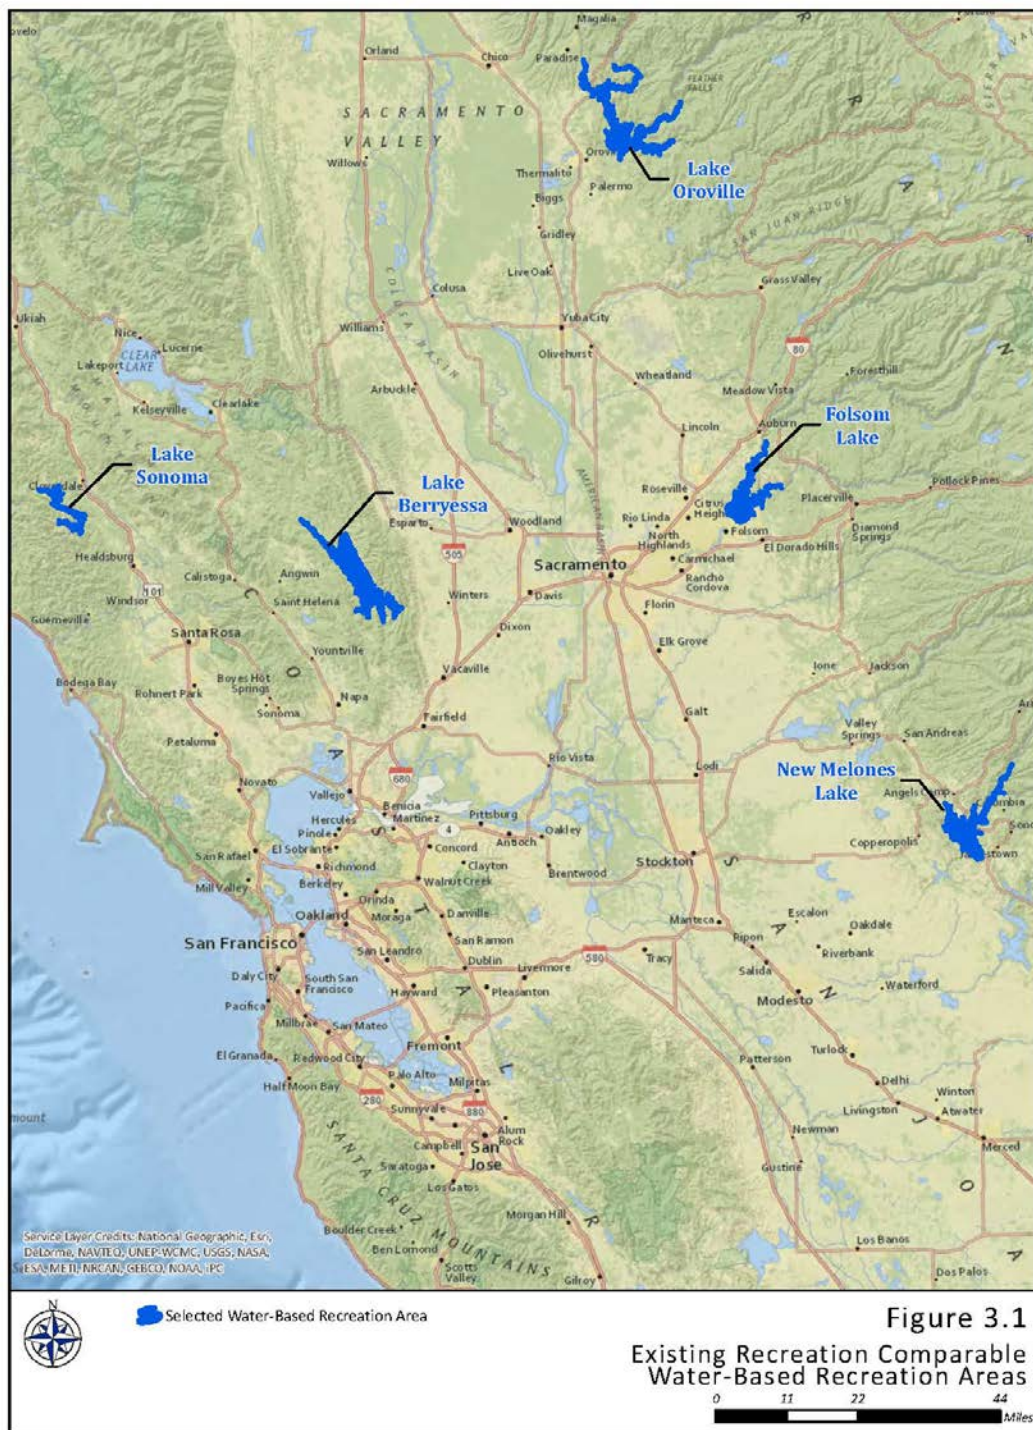 Magalia
Orland
Chico
Paradise
FEATHER
FALLS
SACRAMENTO
VALLEY
Willows
Thermalito
Palermo
Lake
Oroville
Biggs
Gridley
SAN JUAN RIDGE
Live Oak
Colusa
COLUSA BASIN
Grass Valley
Ukiah
Nice
Lucerne
Williams
Yuba City
CLEAR
LAKE
Lakeport
Olivehurst
80
Foresthill
Kelseyville
Clearlake
Arbuckle
Wheatland
Meadow Vista
Lincoln
Auburn
Folsom
Lake
Lake
Sonoma
Lake
Berryessa
Roseville
Citrus
Placerville
Pollock Pines
Esparto
Woodland
Rio Linda
North
Highlands
Folsom
Diamond
Springs
Healdsburg
505
Sacramento
Carmichael
El Dorado Hills
Calistoga
Angwin
101
Rancho
Cordova
Windsor
Saint Helena
Winters
Davis
Florin
Guerneville
Santa Rosa
Dixon
Elk Grove
Yountville
Vacaville
Ione
Jackson
Bodega Bay
Rohnert Park
Boyes Hot
Springs
Napa
Sonoma
Fairfield
Galt
Valley
Springs
San Andreas
Petaluma
Rio Vista
Lodi
New Melones
Lake
Novato
680
Vallejo
Angels Camp
Benicia
Hercules
Martinez
Pittsburg
Pinole
4
Antioch
Oakley
El Sobrante
Concord
Copperopolis
San Rafael
Richmond
Clayton
Stockton
Mill Valley
Berkeley
Walnut Creek
Brentwood
Orinda
Oakland
Moraga
Danville
Manteca
Escalon
Oakdale
San Francisco
San Ramon
Ripon
Riverbank
San Leandro
Dublin
580
Tracy
Salida
Daly City
South San
Francisco
Livermore
Pacifica
Hayward
Pleasanton
Modesto
Waterford
Millbrae
San Mateo
El Granada
Fremont
Turlock
Redwood City
Patterson
Half Moon Bay
Palo Alto
Milpitas
Delhi
Winton
280
Sunnyvale
880
Livingston
Atwater
Campbell
Alum
Rock
San
Jose
Newman
Merced
Saratoga
Gustine
Los Gatos
SANTA CRUZ MOUNTAINS
Morgan Hill
Boulder Creek
Ben Lomond
Los Banos
Scotts
Valley
Gilroy
Dos Palos
Service Layer Credits: National Geographic, Esri,
DeLorme, NAVTEQ, UNEP-WCMC, USGS, NASA,
ESA, METI, NRCAN, GEBCO, NOAA, iPC
N
Selected Water-Based Recreation Area
Figure 3.1
Existing Recreation Comparable
Water-Based Recreation Areas
0 11 22 44
Miles